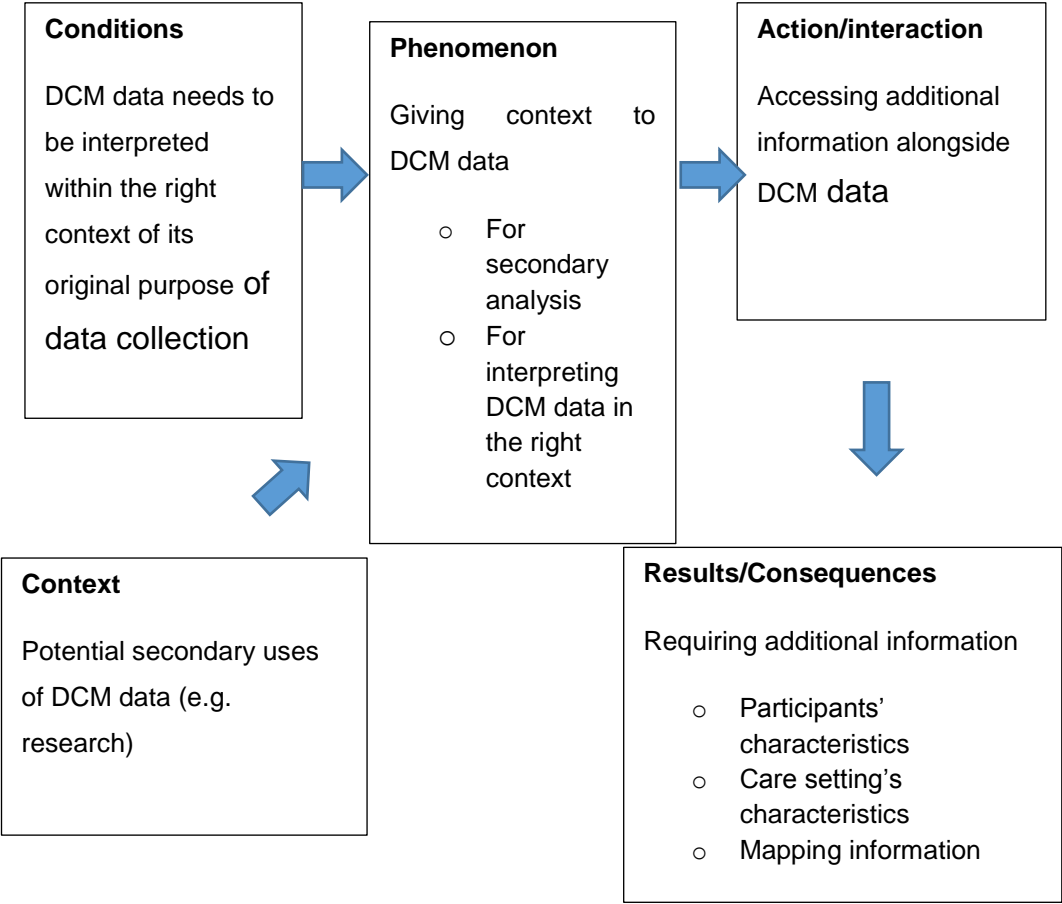 Conditions
DCM data needs to
be interpreted
within the right
context of its
original purpose of
data collection
Phenomenon
Giving context to
DCM data
○ For
secondary
analysis
○ For
interpreting
DCM data in
the right
context
Action/interaction
Accessing additional
information alongside
DCM data
Context
Potential secondary uses
of DCM data (e.g.
research)
Results/Consequences
Requiring additional information
○ Participants’
characteristics
○ Care setting’s
characteristics
○ Mapping information